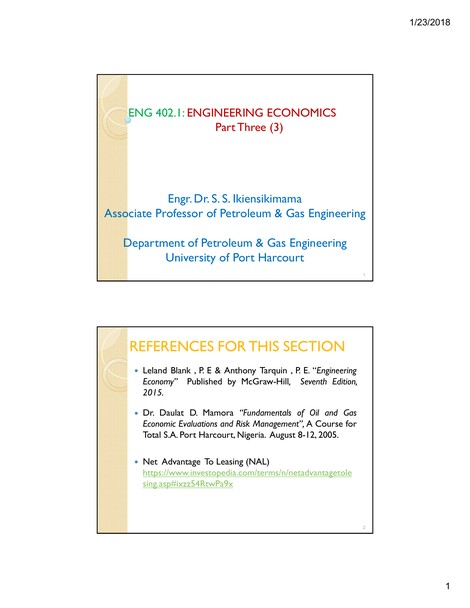 1/23/2018
ENG 402.1: ENGINEERING ECONOMICS
Part Three (3)
Engr. Dr. S. S. Ikiensikimama
Associate Professor of Petroleum & Gas Engineering
Department of Petroleum & Gas Engineering
University of Port Harcourt
1
REFERENCES FOR THIS SECTION
• Leland Blank , P. E & Anthony Tarquin , P. E. “Engineering
Economy” Published by McGraw-Hill, Seventh Edition,
2015.
• Dr. Daulat D. Mamora “Fundamentals of Oil and Gas
Economic Evaluations and Risk Management”, A Course for
Total S.A. Port Harcourt, Nigeria. August 8-12, 2005.
• Net Advantage To Leasing (NAL)
https://www.investopedia.com/terms/n/netadvantagetole
sing.asp#ixzz54RtwPa9x
2
1